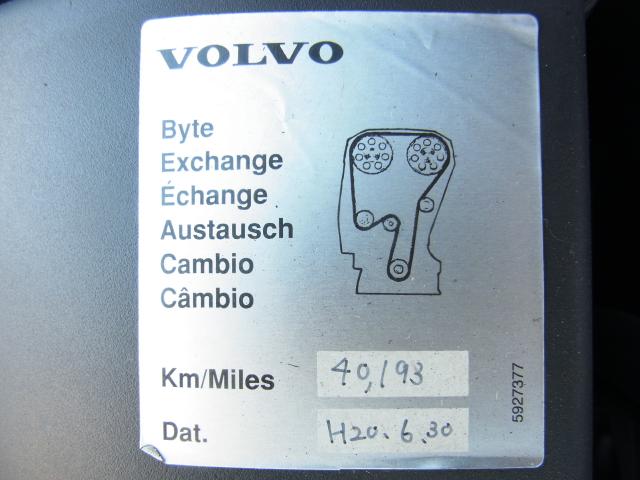 VOLVO
Byte
Exchange
Échange
Austausch
Cambio
Câmbio
Km/Miles 40,193
Dat. H20.6.30
5927377